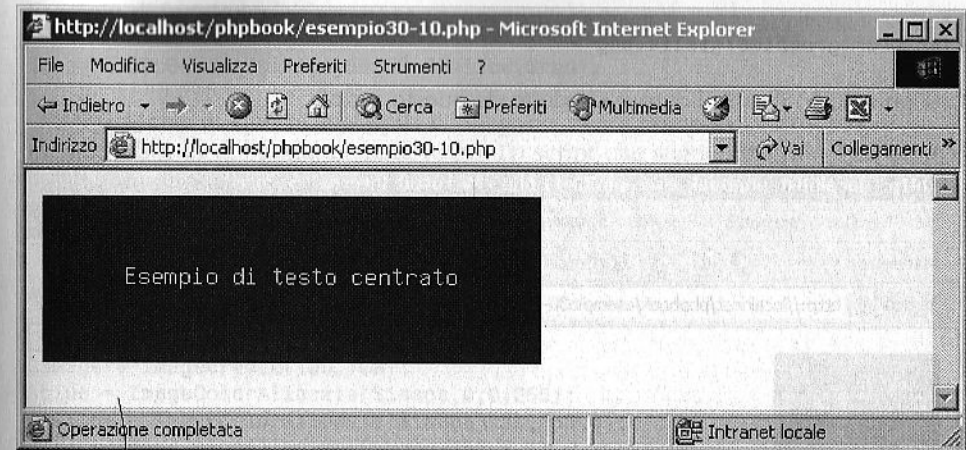 http://localhost/phpbook/esempio30-10.php - Microsoft Internet Explorer
File Modifica Visualizza Preferiti Strumenti ?
Indietro Cerca Preferiti Multimedia
Indirizzo http://localhost/phpbook/esempio30-10.php Vai Collegamenti »
Esempio di testo centrato
Operazione completata Intranet locale